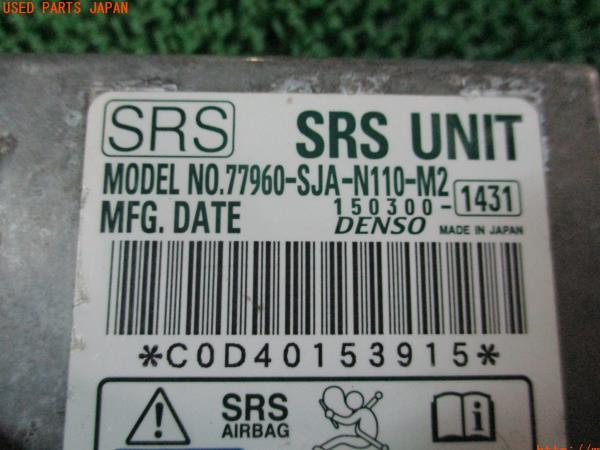 USED PARTS JAPAN
SRS SRS UNIT
MODEL NO.77960-SJA-N110-M2
150300-1431
MFG. DATE DENSO MADE IN JAPAN
*C0D40153915*
SRS
AIRBAG